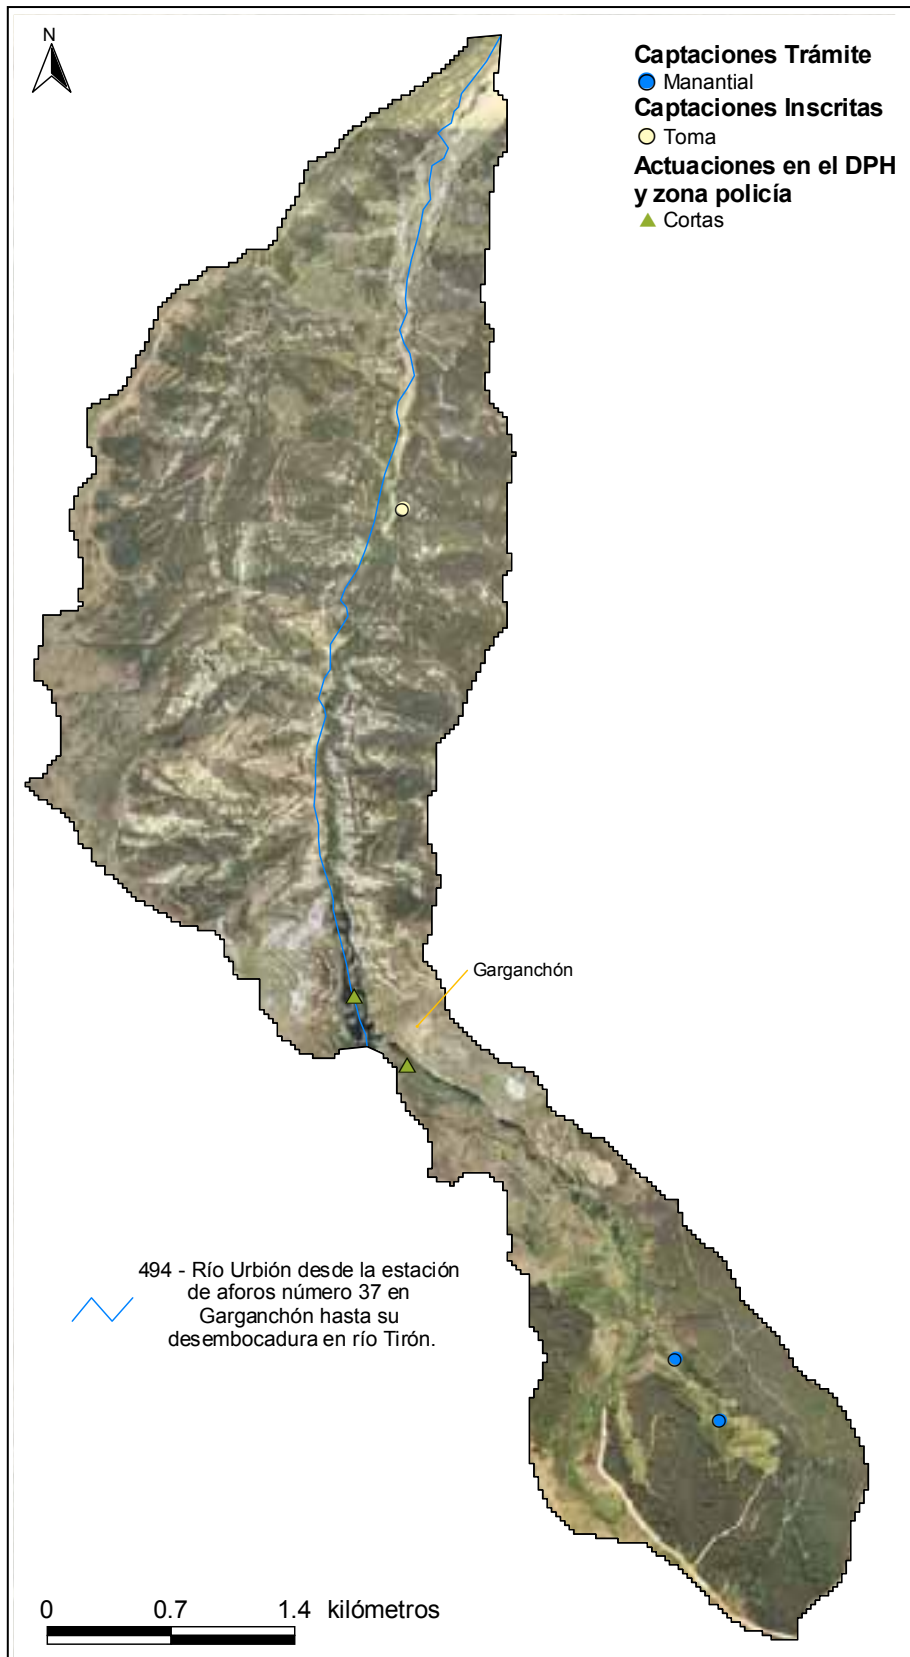 N
Captaciones Trámite
Manantial
Captaciones Inscritas
Toma
Actuaciones en el DPH
y zona policía
Cortas
Garganchón
494 - Río Urbión desde la estación
de aforos número 37 en
Garganchón hasta su
desembocadura en río Tirón.
0 0.7 1.4 kilómetros